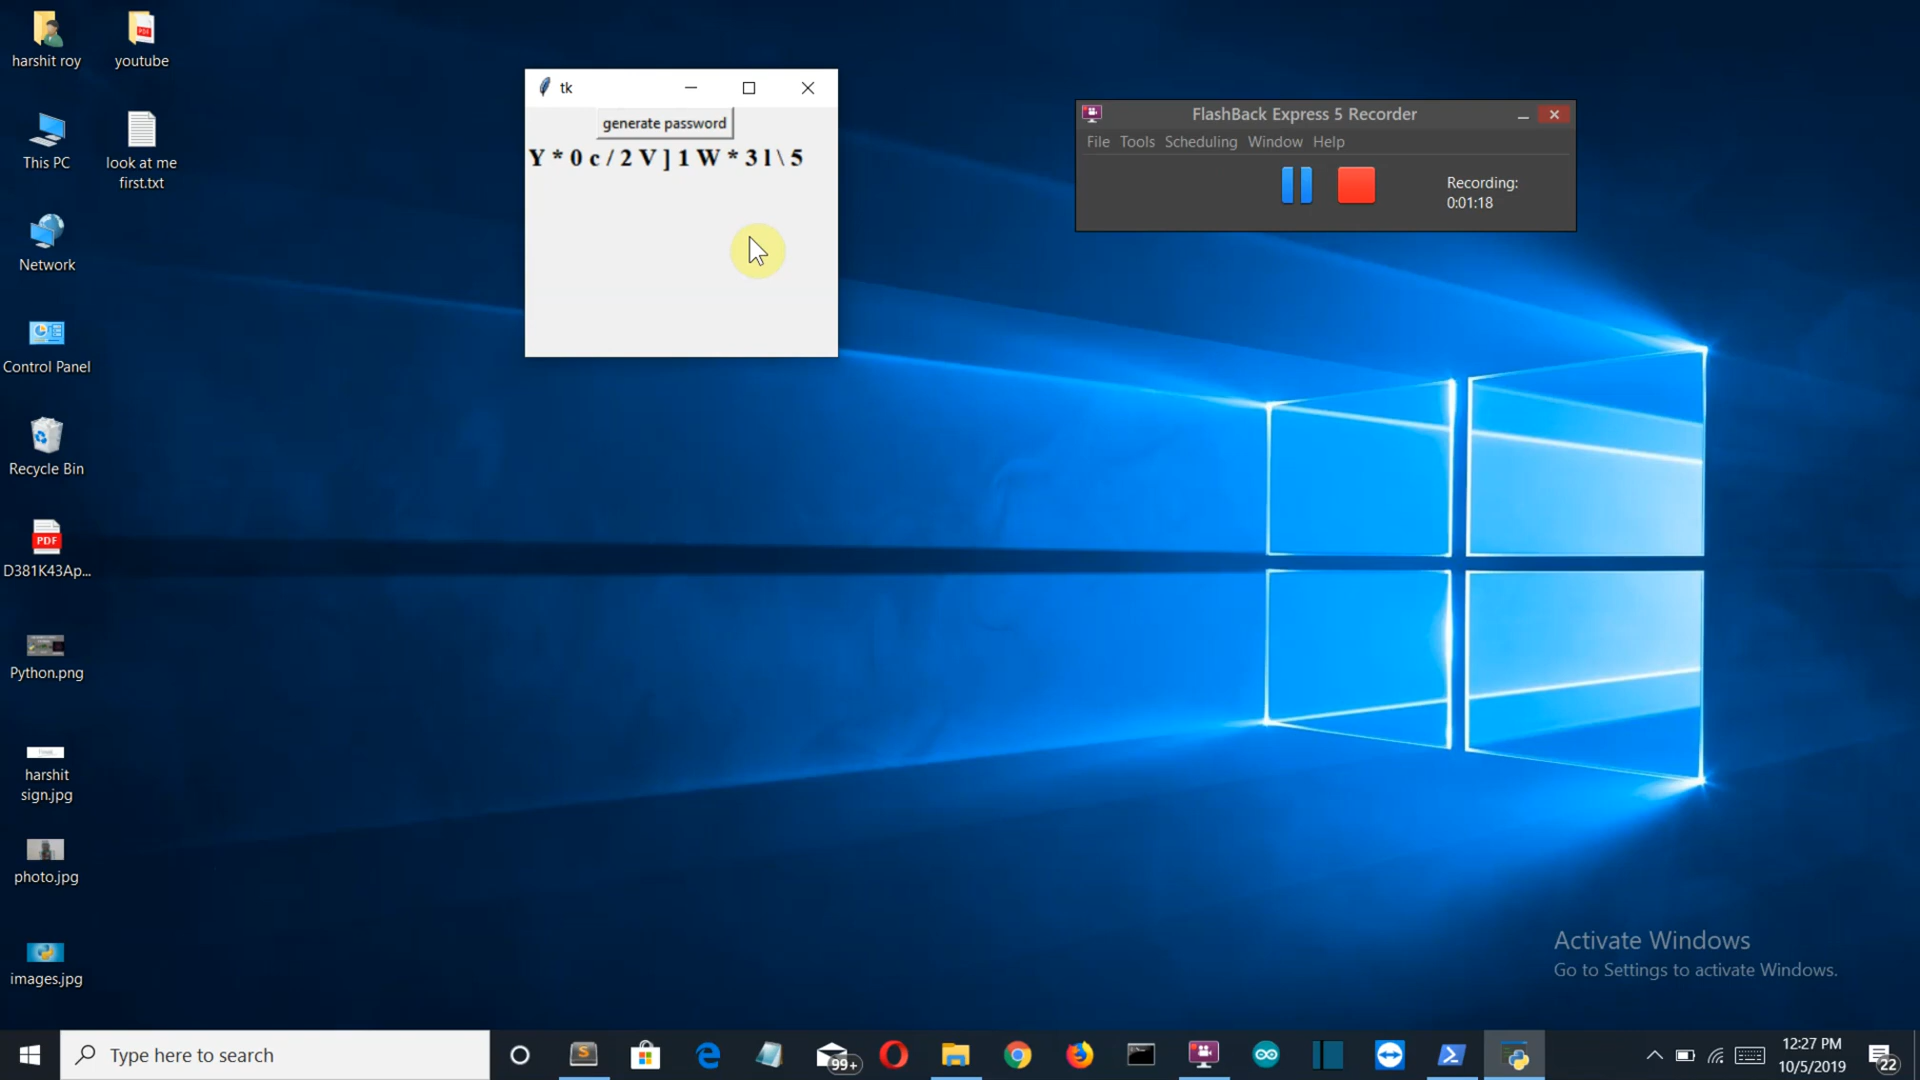 harshit roy
youtube
This PC
look at me
first.txt
Network
Control Panel
Recycle Bin
PDF
D381K43Ap...
Python.png
harshit
sign.jpg
photo.jpg
images.jpg
tk
generate password
Y * 0 c / 2 V ] 1 W * 3 l \ 5
FlashBack Express 5 Recorder
File Tools Scheduling Window Help
Recording:
0:01:18
Activate Windows
Go to Settings to activate Windows.
Type here to search
99+
12:27 PM
10/5/2019
22